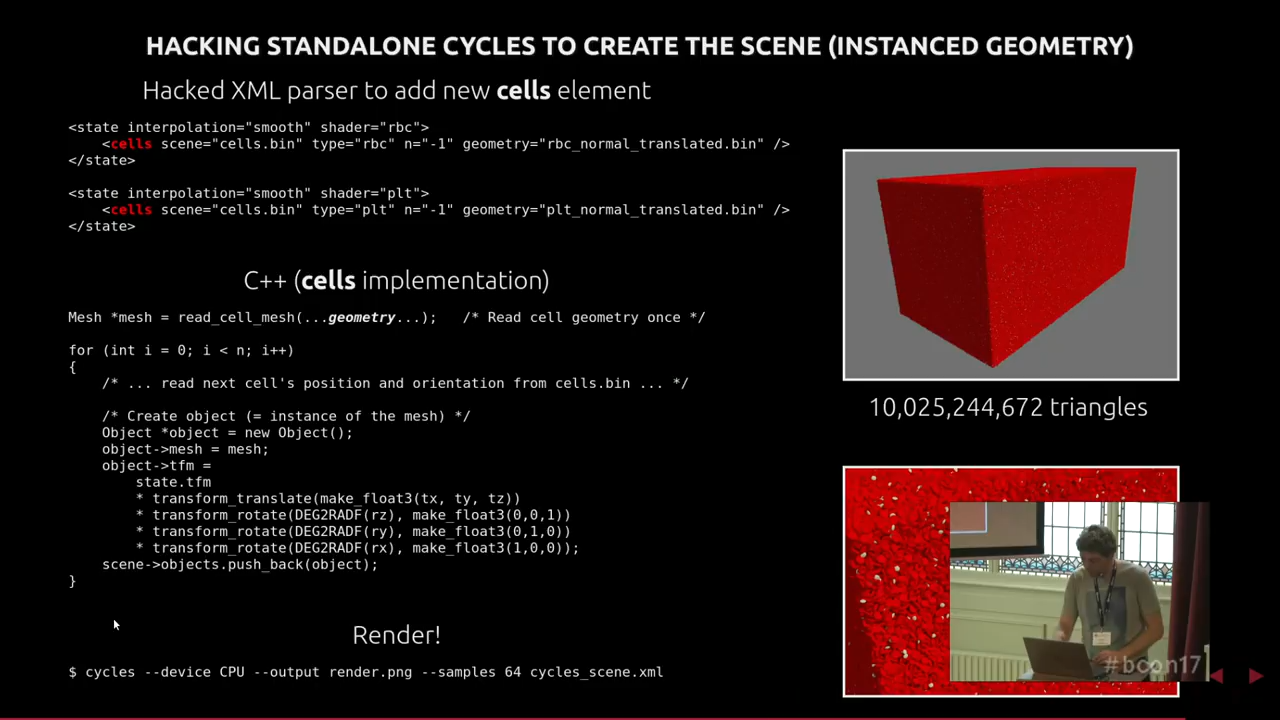 HACKING STANDALONE CYCLES TO CREATE THE SCENE (INSTANCED GEOMETRY)
Hacked XML parser to add new cells element
<state interpolation="smooth" shader="rbc">
    <cells scene="cells.bin" type="rbc" n="-1" geometry="rbc_normal_translated.bin" />
</state>
<state interpolation="smooth" shader="plt">
    <cells scene="cells.bin" type="plt" n="-1" geometry="plt_normal_translated.bin" />
</state>
C++ (cells implementation)
Mesh *mesh = read_cell_mesh(...geometry...);   /* Read cell geometry once */
for (int i = 0; i < n; i++)
{
    /* ... read next cell's position and orientation from cells.bin ... */
    /* Create object (= instance of the mesh) */
    Object *object = new Object();
    object->mesh = mesh;
    object->tfm =
        state.tfm
        * transform_translate(make_float3(tx, ty, tz))
        * transform_rotate(DEG2RADF(rz), make_float3(0,0,1))
        * transform_rotate(DEG2RADF(ry), make_float3(0,1,0))
        * transform_rotate(DEG2RADF(rx), make_float3(1,0,0));
    scene->objects.push_back(object);
}
Render!
$ cycles --device CPU --output render.png --samples 64 cycles_scene.xml
10,025,244,672 triangles
#bcon17